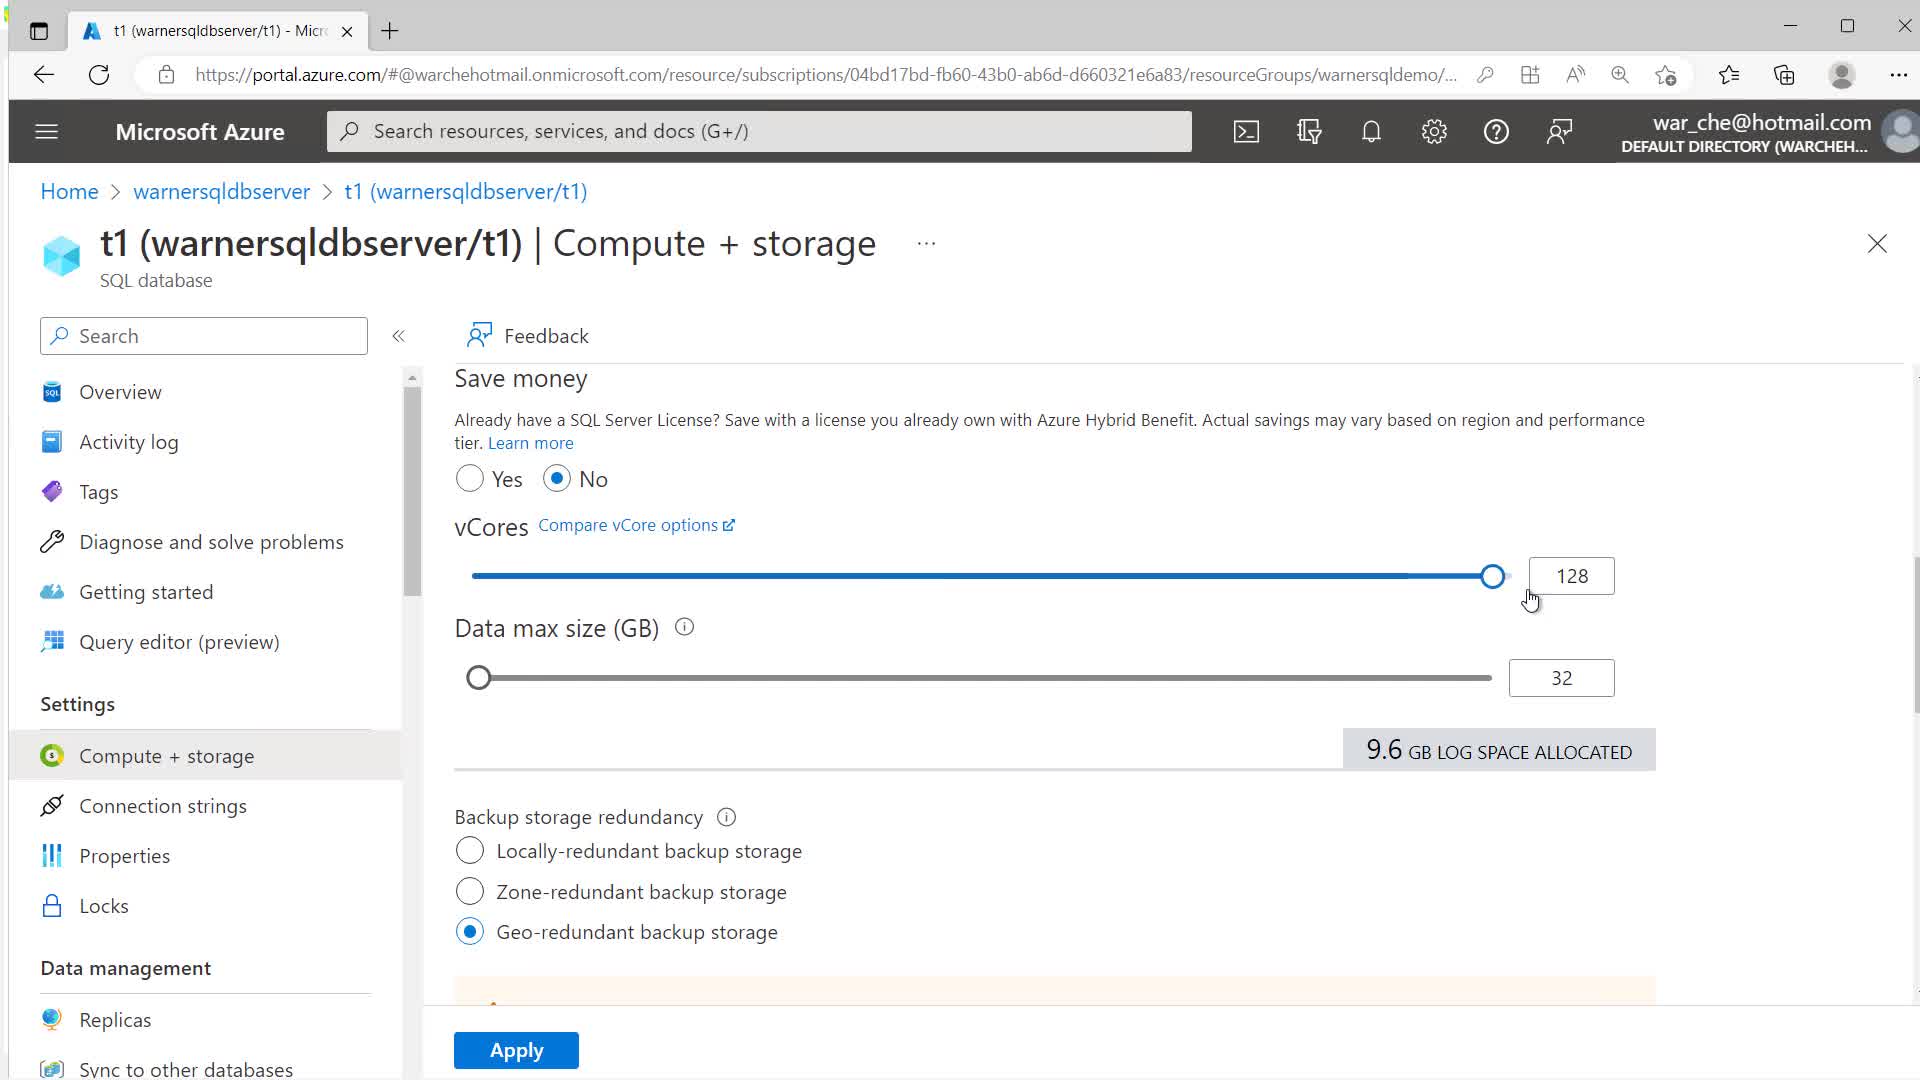 t1 (warnersqldbserver/t1) - Micr
https://portal.azure.com/#@warchehotmail.onmicrosoft.com/resource/subscriptions/04bd17bd-fb60-43b0-ab6d-d660321e6a83/resourceGroups/warnersqldemo/...
Microsoft Azure
Search resources, services, and docs (G+/)
war_che@hotmail.com
DEFAULT DIRECTORY (WARCHEH...
Home > warnersqldbserver > t1 (warnersqldbserver/t1)
t1 (warnersqldbserver/t1) | Compute + storage ...
SQL database
Search
Overview
Activity log
Tags
Diagnose and solve problems
Getting started
Query editor (preview)
Settings
Compute + storage
Connection strings
Properties
Locks
Data management
Replicas
Sync to other databases
Feedback
Save money
Already have a SQL Server License? Save with a license you already own with Azure Hybrid Benefit. Actual savings may vary based on region and performance
tier. Learn more
Yes No
vCores Compare vCore options
128
Data max size (GB)
32
9.6 GB LOG SPACE ALLOCATED
Backup storage redundancy
Locally-redundant backup storage
Zone-redundant backup storage
Geo-redundant backup storage
Apply